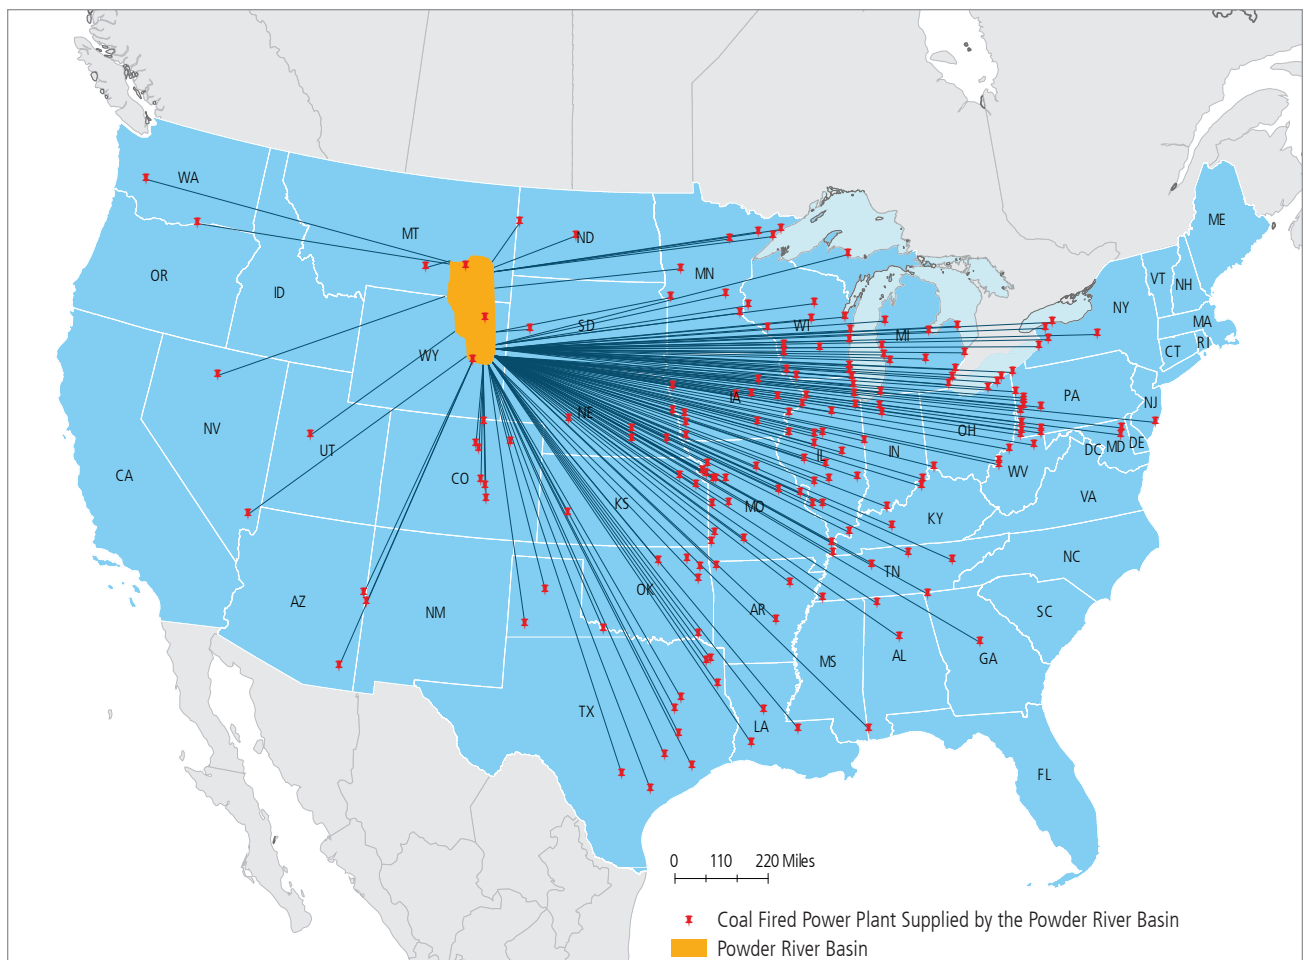 WA
MT
ND
ME
OR
ID
MN
VT
NH
NY
MA
SD
WI
MI
CT
RI
WY
NE
IA
PA
NJ
NV
UT
CO
IL
IN
OH
DC
MD
DE
CA
KS
MO
WV
VA
KY
NC
AZ
NM
OK
AR
TN
SC
MS
AL
GA
TX
LA
FL
0 110 220 Miles
Coal Fired Power Plant Supplied by the Powder River Basin
Powder River Basin